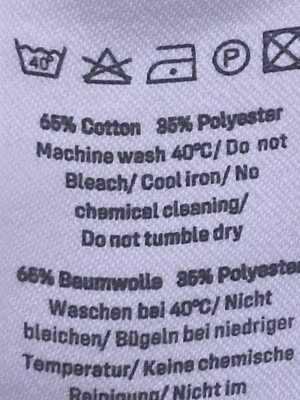 40° P
65% Cotton 35% Polyester
Machine wash 40°C/ Do not
Bleach/ Cool iron/ No
chemical cleaning/
Do not tumble dry
65% Baumwolle 35% Polyester
Waschen bei 40°C/ Nicht
bleichen/ Bügeln bei niedriger
Temperatur/ Keine chemische
Reinigung/ Nicht im